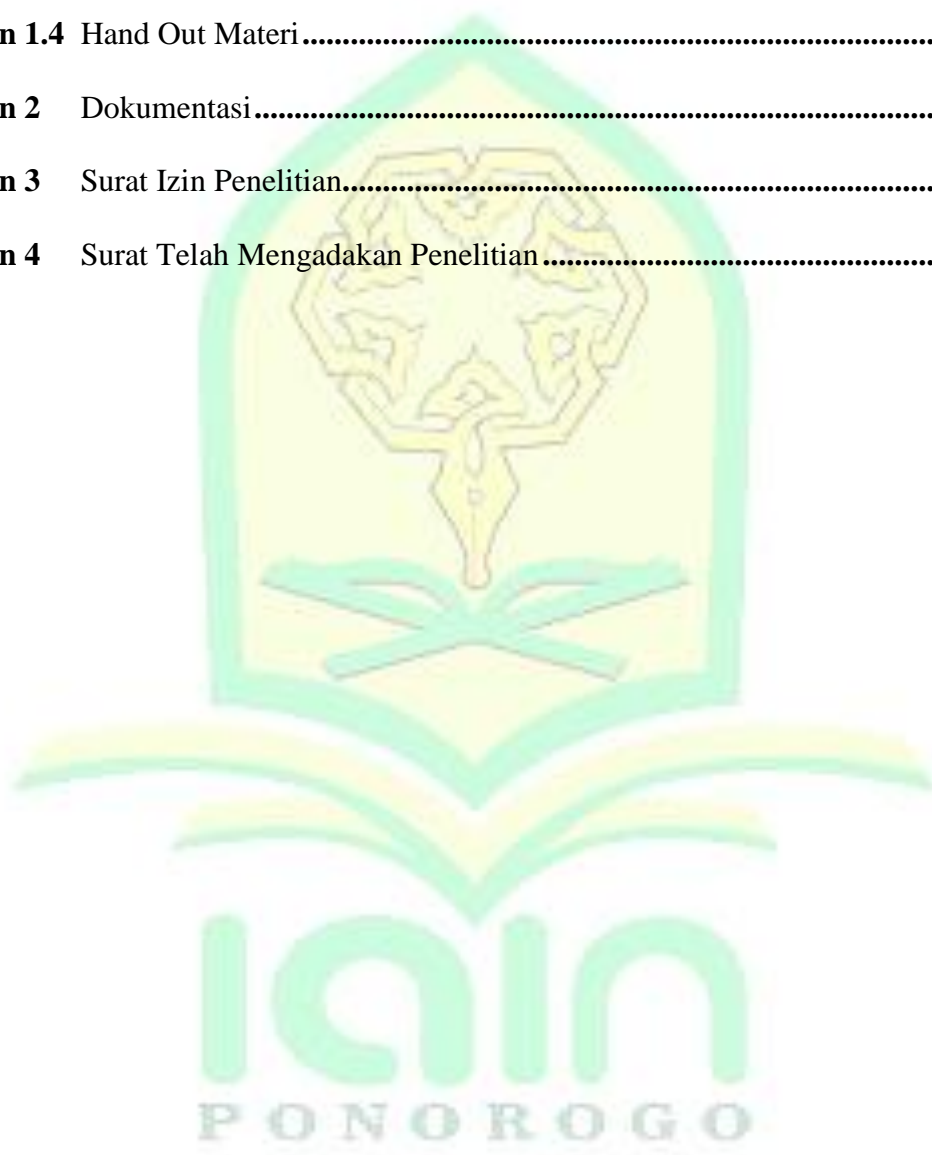 n 1.4 Hand Out Materi.......................................................................................
n 2 Dokumentasi.............................................................................................
n 3 Surat Izin Penelitian..................................................................................
n 4 Surat Telah Mengadakan Penelitian.........................................................
iain
PONOROGO